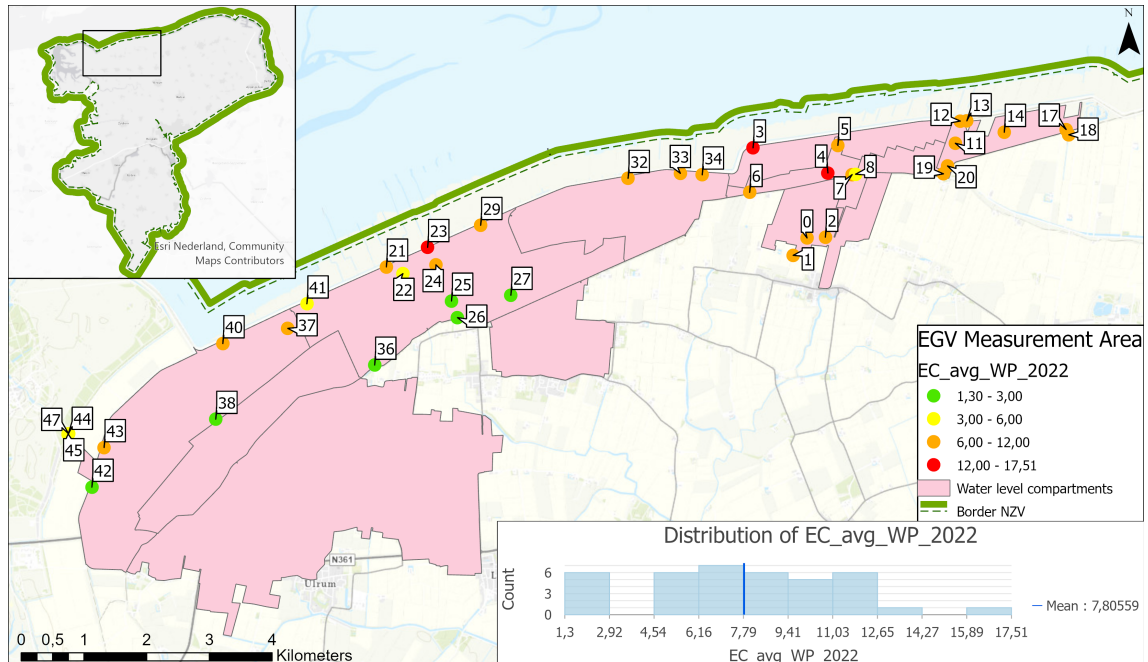 N
Esri Nederland, Community
Maps Contributors
12
13
3
5
14
17
18
11
32
33
34
4
8
7
6
19
20
29
0
2
1
23
21
22
24
41
25
27
26
40
37
36
38
47
44
45
43
42
EGV Measurement Area
EC_avg_WP_2022
1,30 - 3,00
3,00 - 6,00
6,00 - 12,00
12,00 - 17,51
Water level compartments
Border NZV
N361
Ulrum
L
Distribution of EC_avg_WP_2022
Count
6
3
0
1,3 2,92 4,54 6,16 7,79 9,41 11,03 12,65 14,27 15,89 17,51
EC_avg_WP_2022
Mean : 7,80559
0 0,5 1 2 3 4
Kilometers